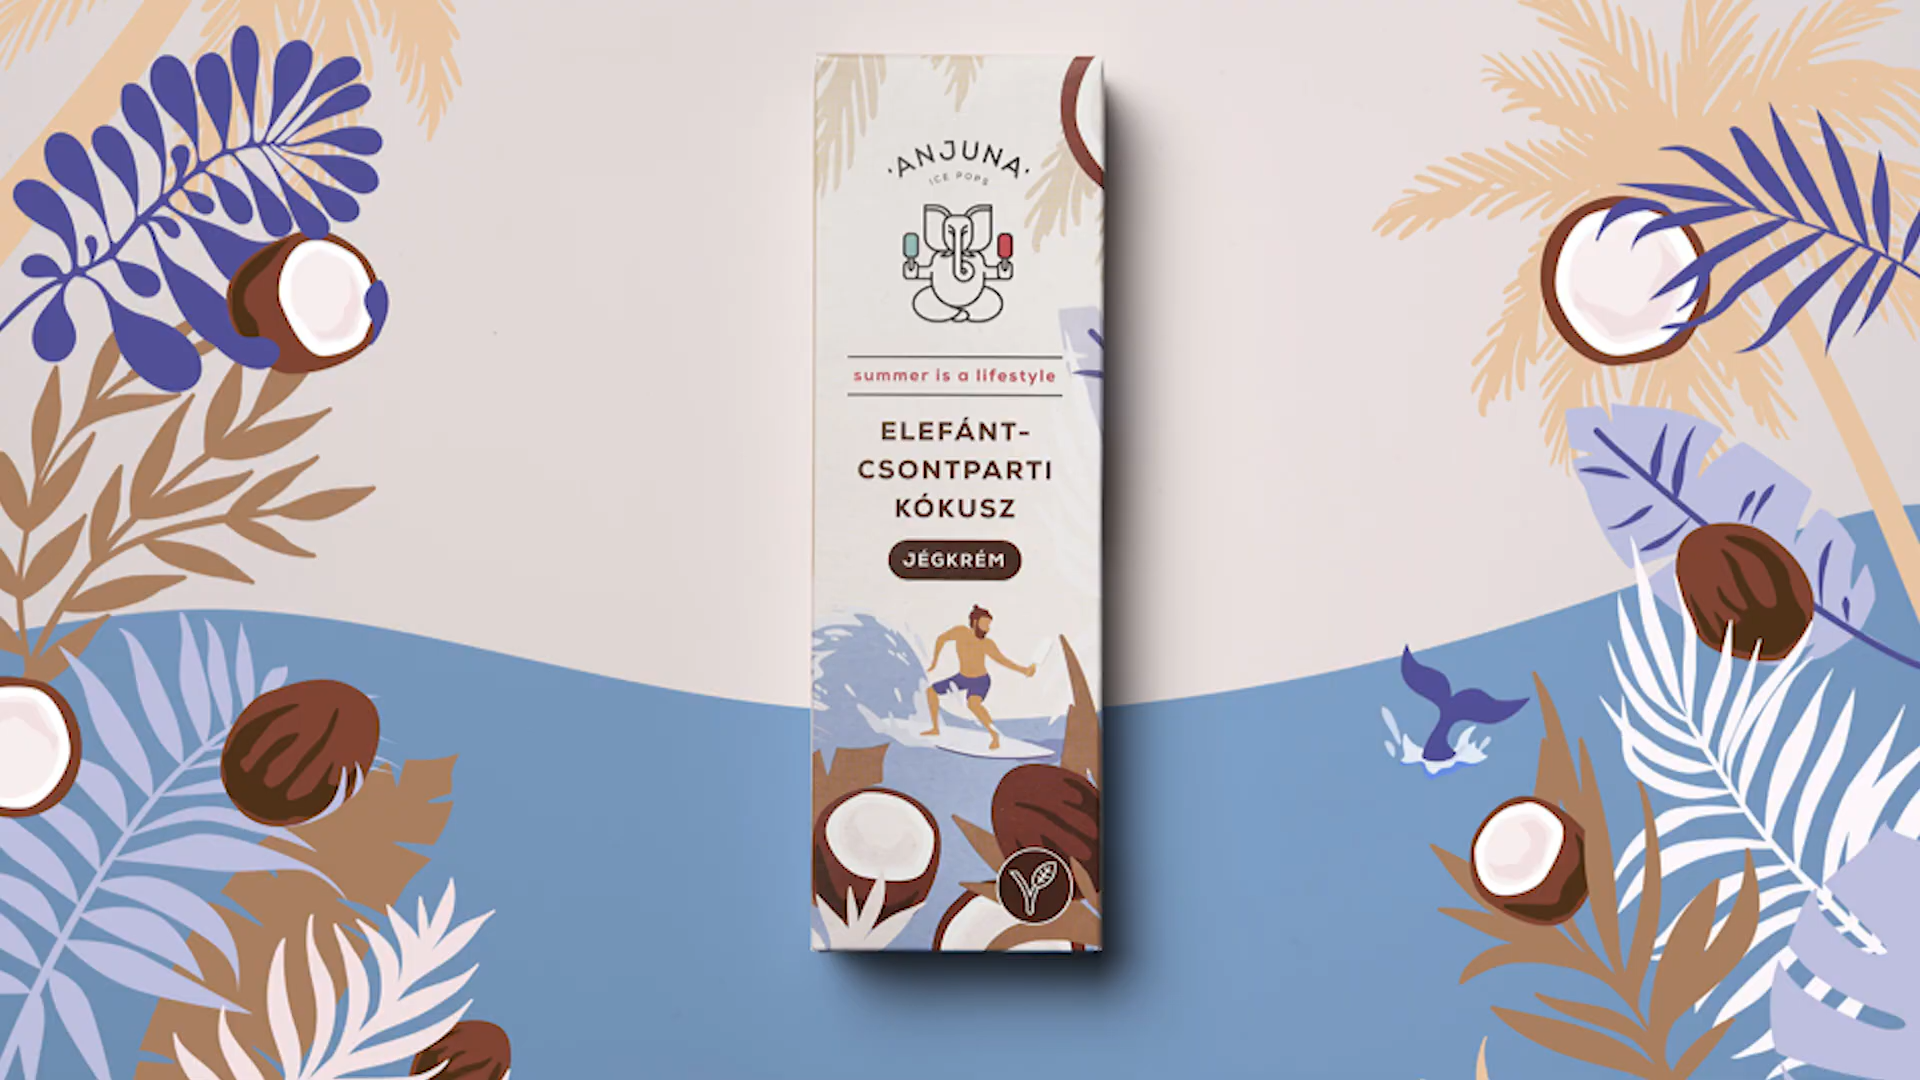 ·ANJUNA·
ICE POPS
summer is a lifestyle
ELEFÁNT-
CSONTPARTI
KÓKUSZ
JÉGKRÉM